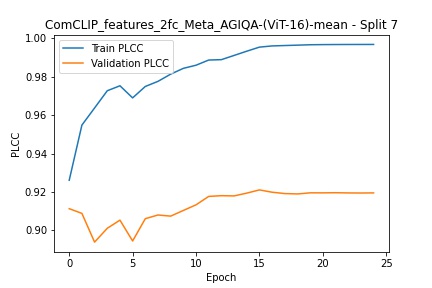 ComCLIP_features_2fc_Meta_AGIQA-(ViT-16)-mean - Split 7
1.00
0.98
0.96
0.94
0.92
0.90
PLCC
Train PLCC
Validation PLCC
0 5 10 15 20 25
Epoch